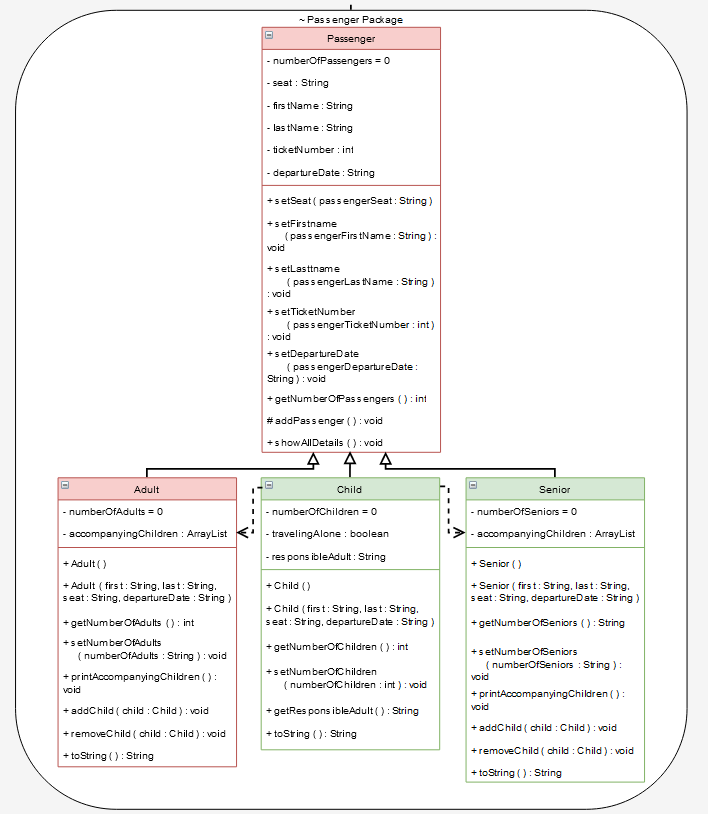 ~ Passenger Package
Passenger
- numberOfPassengers = 0
- seat : String
- firstName : String
- lastName : String
- ticketNumber : int
- departureDate : String
+ setSeat ( passengerSeat : String )
+ setFirstname
( passengerFirstName : String ) :
void
+ setLasttname
( passengerLastName : String )
: void
+ setTicketNumber
( passengerTicketNumber : int )
: void
+ setDepartureDate
( passengerDepartureDate :
String ) : void
+ getNumberOfPassengers ( ) : int
# addPassenger ( ) : void
+ showAllDetails ( ) : void
Adult
- numberOfAdults = 0
- accompanyingChildren : ArrayList
+ Adult ( )
+ Adult ( first : String, last : String,
seat : String, departureDate : String )
+ getNumberOfAdults ( ) : int
+ setNumberOfAdults
( numberOfAdults : String ) : void
+ printAccompanyingChildren ( ) :
void
+ addChild ( child : Child ) : void
+ removeChild ( child : Child ) : void
+ toString ( ) : String
Child
- numberOfChildren = 0
- travelingAlone : boolean
- responsibleAdult : String
+ Child ( )
+ Child ( first : String, last : String,
seat : String, departureDate : String )
+ getNumberOfChildren ( ) : int
+ setNumberOfChildren
( numberOfChildren : int ) : void
+ getResponsibleAdult ( ) : String
+ toString ( ) : String
Senior
- numberOfSeniors = 0
- accompanyingChildren : ArrayList
+ Senior ( )
+ Senior ( first : String, last : String,
seat : String, departureDate : String )
+ getNumberOfSeniors ( ) : String
+ setNumberOfSeniors
( numberOfSeniors : String ) :
void
+ printAccompanyingChildren ( ) :
void
+ addChild ( child : Child ) : void
+ removeChild ( child : Child ) : void
+ toString ( ) : String